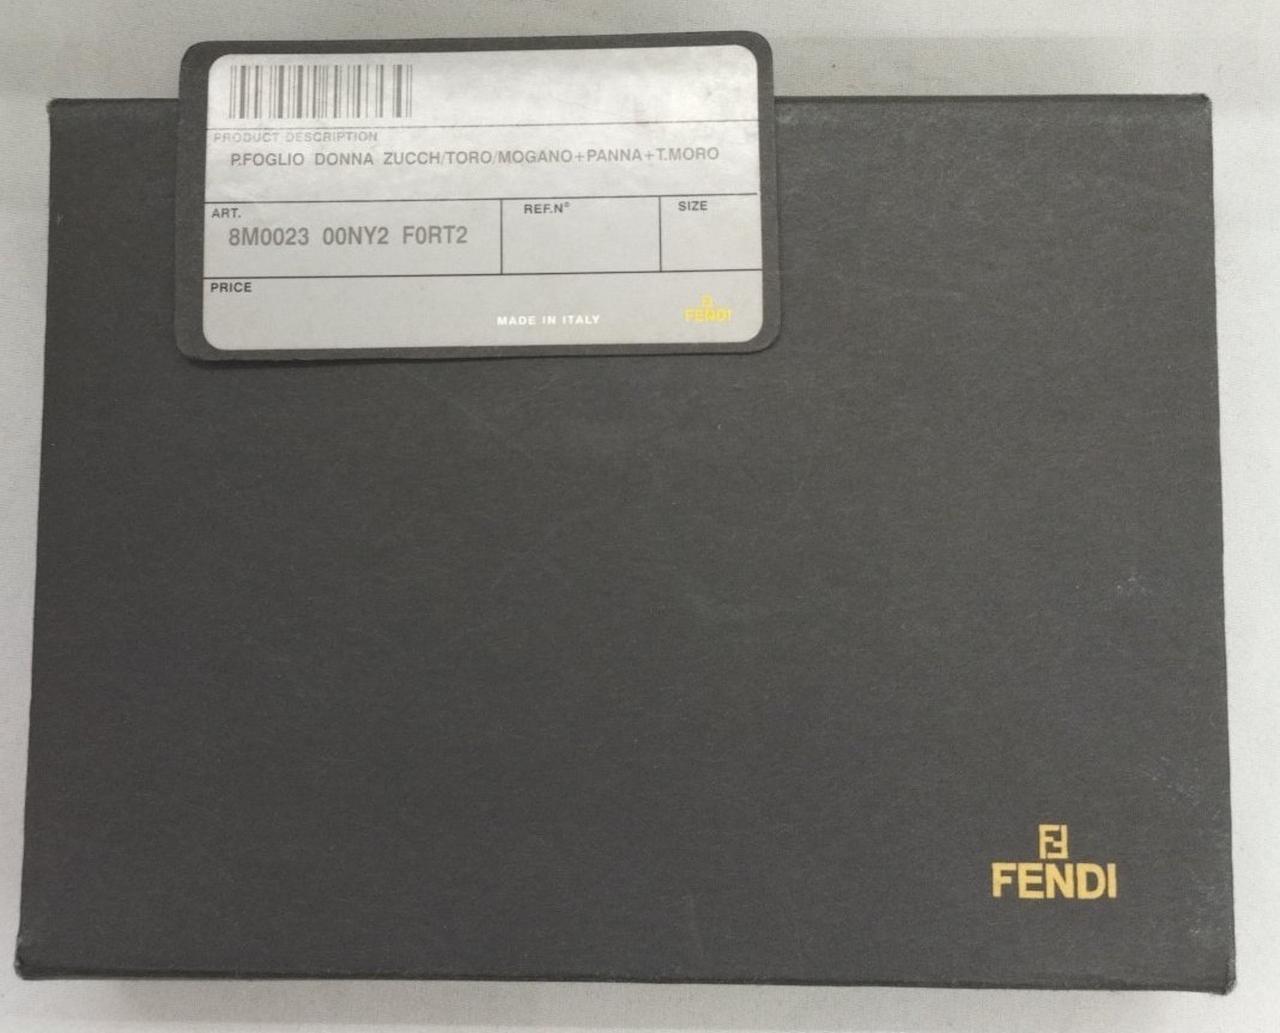 PRODUCT DESCRIPTION
P.FOGLIO DONNA ZUCCH/TORO/MOGANO+PANNA+T.MORO
ART.
8M0023 00NY2 F0RT2
REF.N°
SIZE
PRICE
MADE IN ITALY
FENDI
FENDI